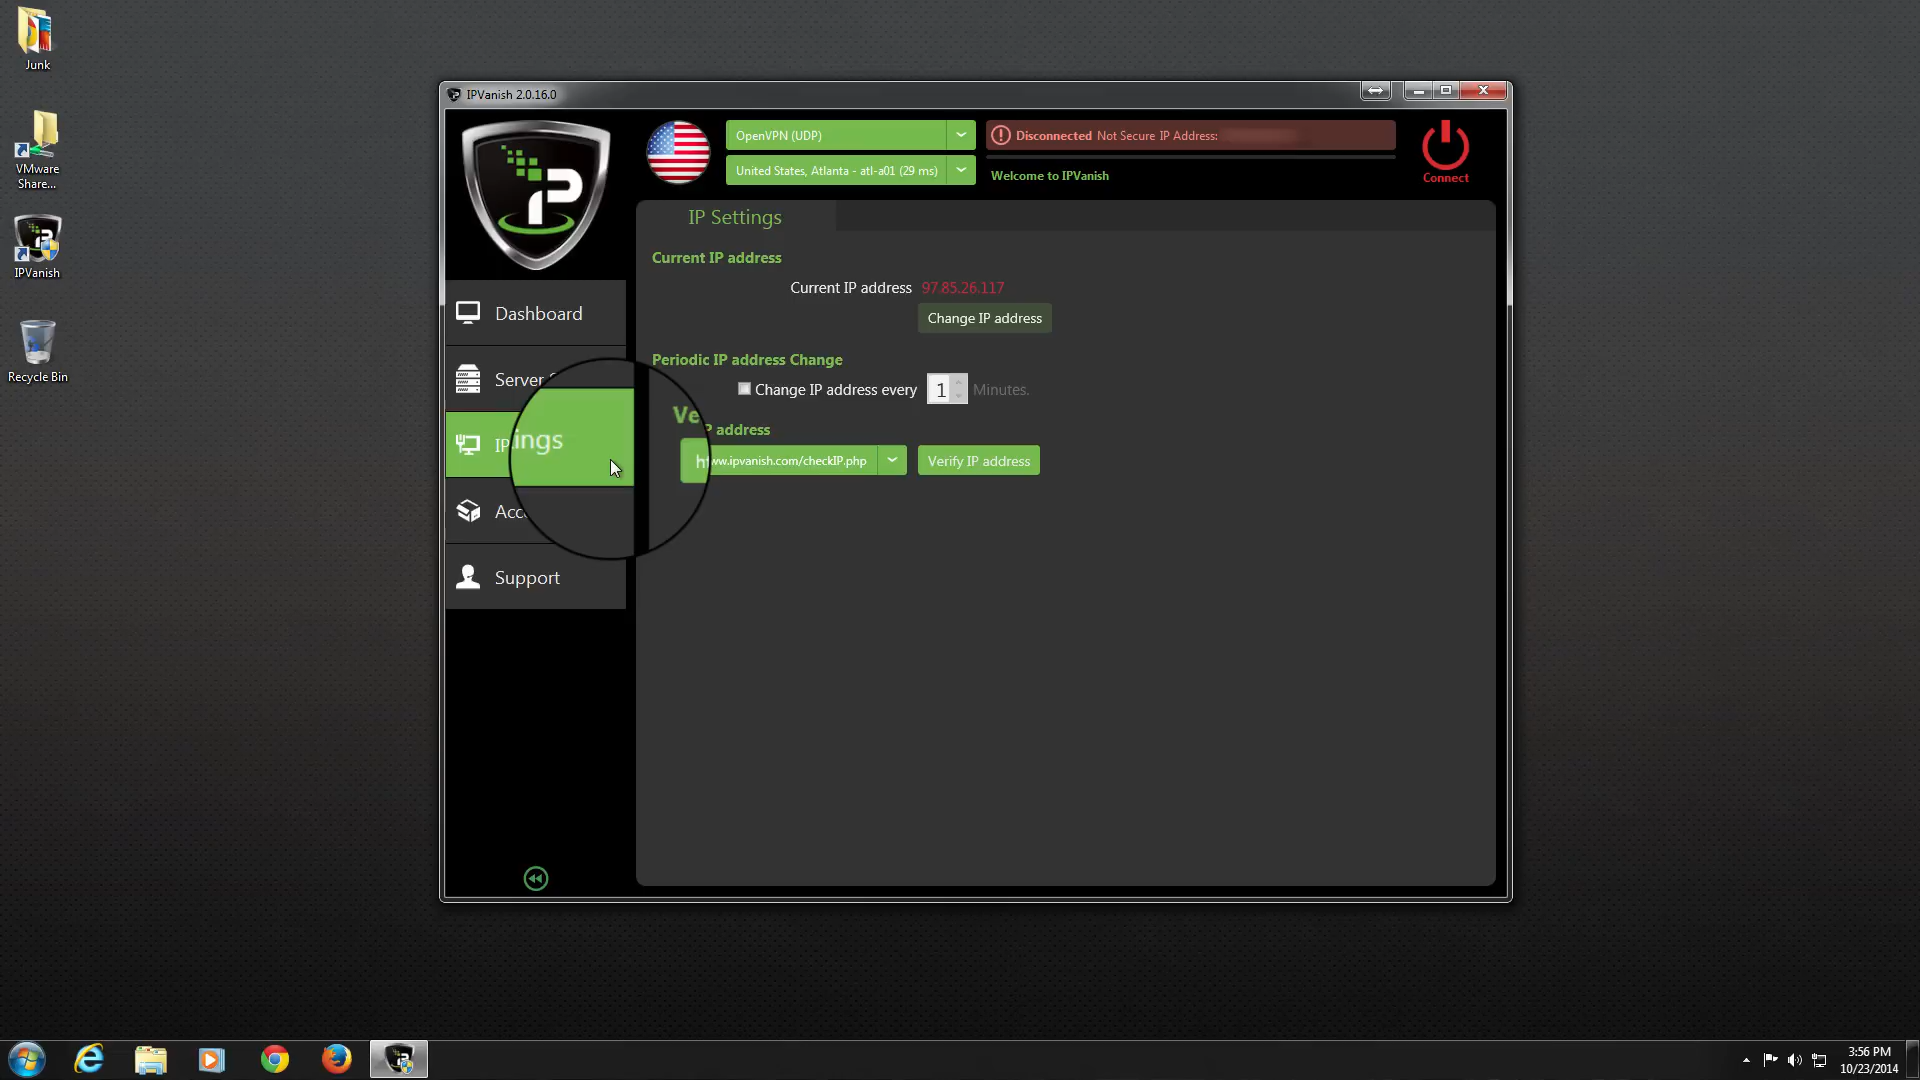 Junk
VMware
Share...
IPVanish
Recycle Bin
IPVanish 2.0.16.0
OpenVPN (UDP)
United States, Atlanta - atl-a01 (29 ms)
Disconnected Not Secure IP Address:
Welcome to IPVanish
Connect
Dashboard
Server
IP
ings
Acc
Support
IP Settings
Current IP address
Current IP address 97.85.26.117
Change IP address
Periodic IP address Change
Change IP address every 1 Minutes.
Ve
P address
ww.ipvanish.com/checkIP.php
Verify IP address
3:56 PM
10/23/2014